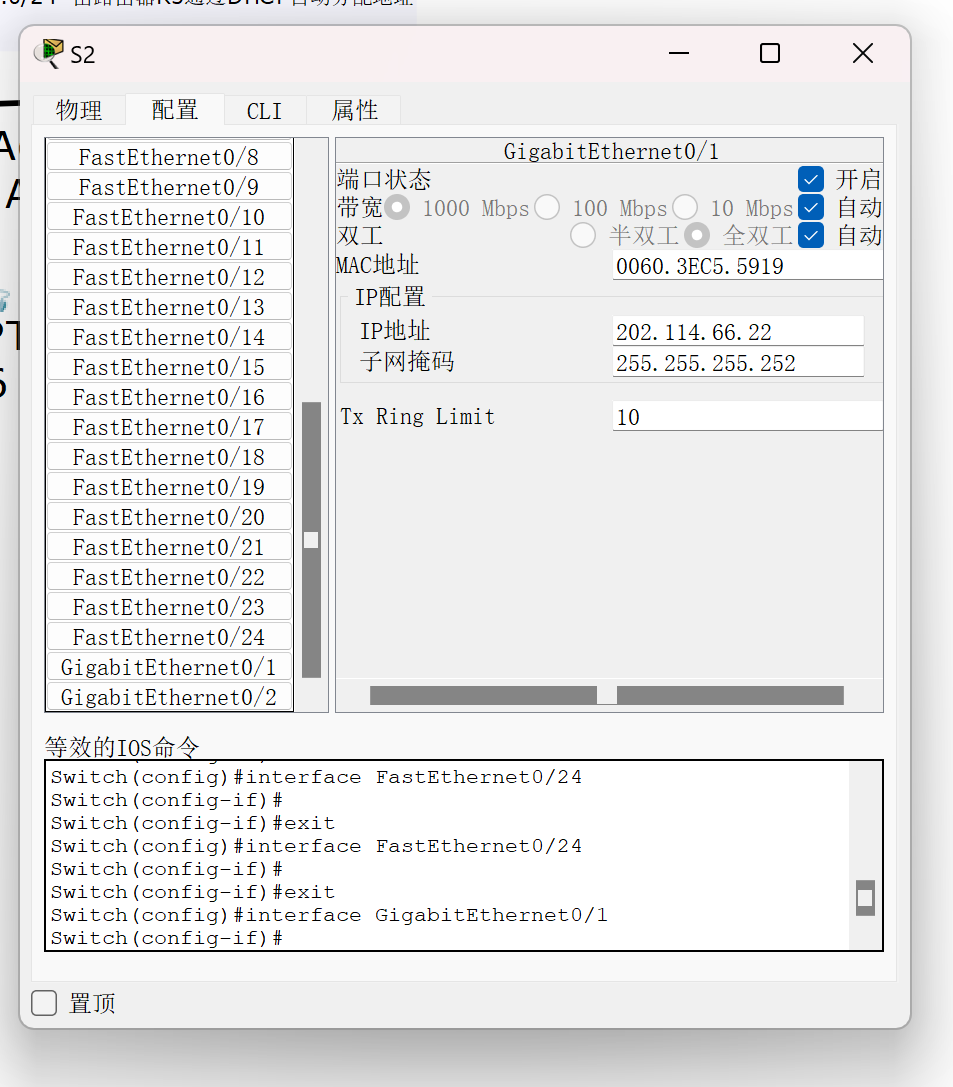 S2
物理 配置 CLI 属性
FastEthernet0/8
FastEthernet0/9
FastEthernet0/10
FastEthernet0/11
FastEthernet0/12
FastEthernet0/13
FastEthernet0/14
FastEthernet0/15
FastEthernet0/16
FastEthernet0/17
FastEthernet0/18
FastEthernet0/19
FastEthernet0/20
FastEthernet0/21
FastEthernet0/22
FastEthernet0/23
FastEthernet0/24
GigabitEthernet0/1
GigabitEthernet0/2
GigabitEthernet0/1
端口状态 开启
带宽 1000 Mbps 100 Mbps 10 Mbps 自动
双工 半双工 全双工 自动
MAC地址 0060.3EC5.5919
IP配置
IP地址 202.114.66.22
子网掩码 255.255.255.252
Tx Ring Limit 10
等效的IOS命令
Switch(config)#interface FastEthernet0/24
Switch(config-if)#
Switch(config-if)#exit
Switch(config)#interface FastEthernet0/24
Switch(config-if)#
Switch(config-if)#exit
Switch(config)#interface GigabitEthernet0/1
Switch(config-if)#
置顶